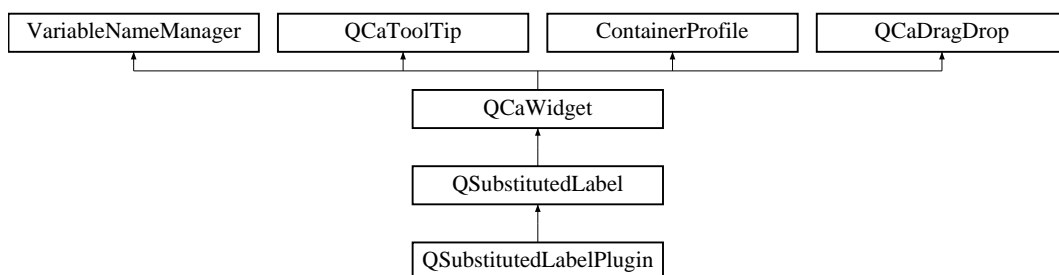 VariableNameManager
QCaToolTip
ContainerProfile
QCaDragDrop
QCaWidget
QSubstitutedLabel
QSubstitutedLabelPlugin